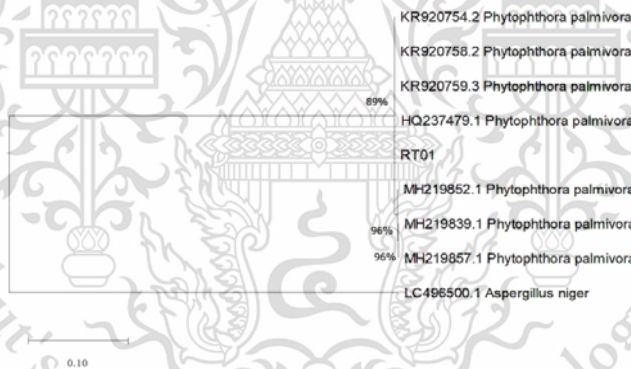 KR920754.2 Phytophthora palmivora
KR920758.2 Phytophthora palmivora
KR920759.3 Phytophthora palmivora
89%
HQ237479.1 Phytophthora palmivora
RT01
MH219852.1 Phytophthora palmivora
MH219839.1 Phytophthora palmivora
96%
96% MH219857.1 Phytophthora palmivora
LC496500.1 Aspergillus niger
0.10